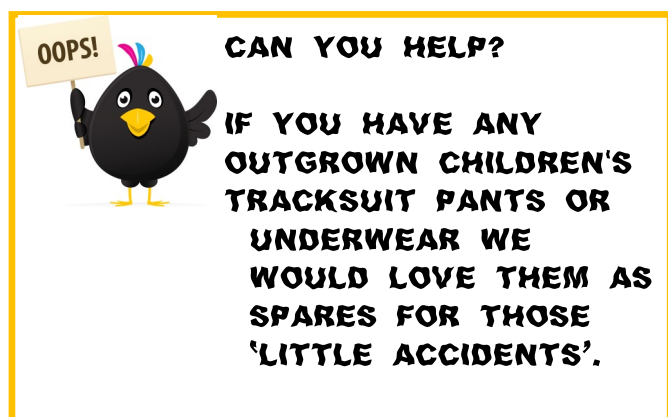 OOPS!
CAN YOU HELP?
IF YOU HAVE ANY
OUTGROWN CHILDREN'S
TRACKSUIT PANTS OR
UNDERWEAR WE
WOULD LOVE THEM AS
SPARES FOR THOSE
‘LITTLE ACCIDENTS’.